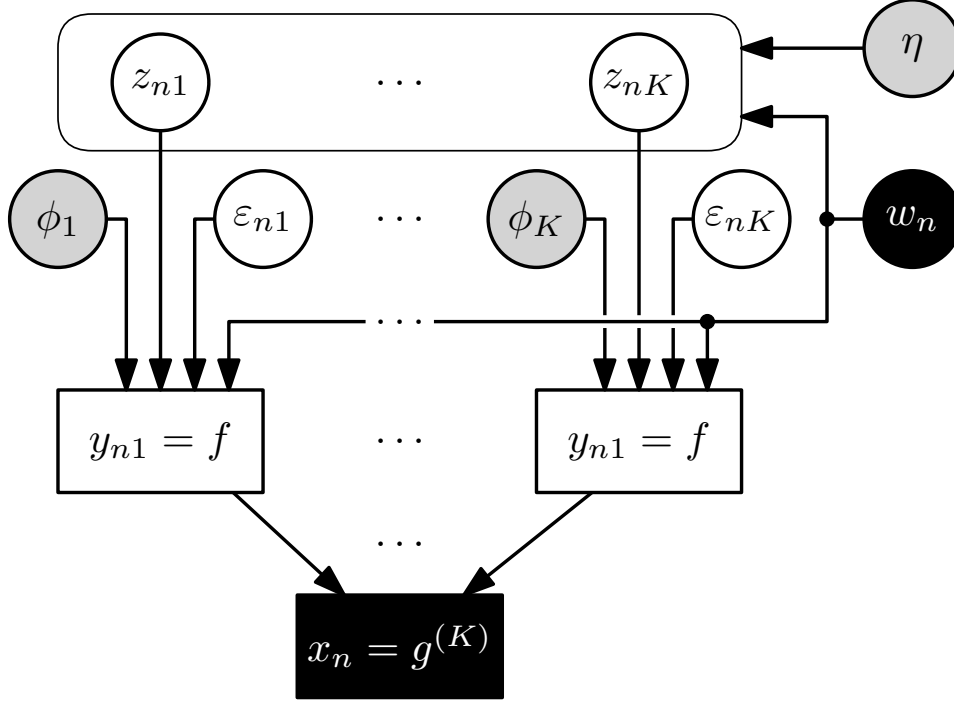 z_{n1} ··· z_{nK} η
ϕ_1 ε_{n1} ··· ϕ_K ε_{nK} w_n
···
y_{n1} = f ··· y_{n1} = f
···
x_n = g^{(K)}